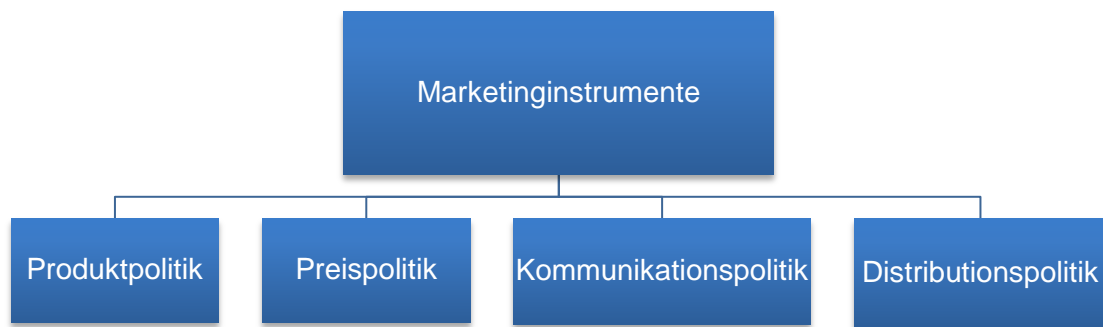 Marketinginstrumente
Produktpolitik
Preispolitik
Kommunikationspolitik
Distributionspolitik